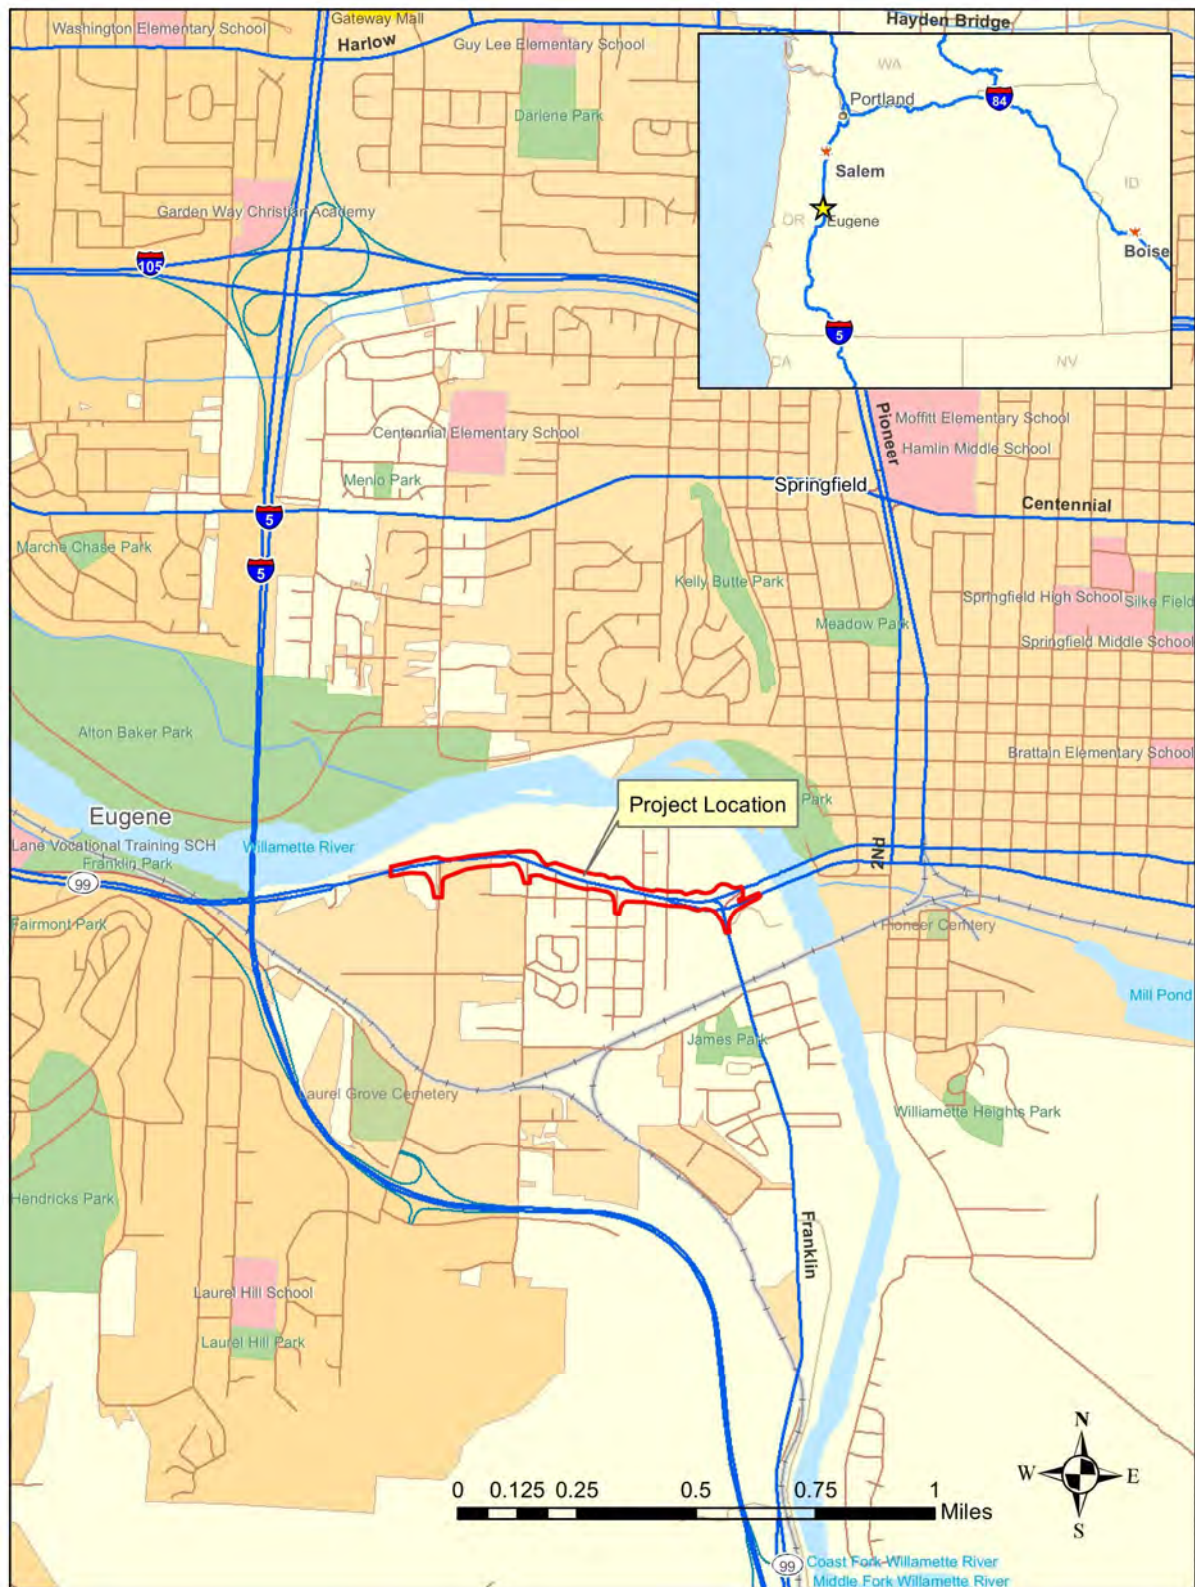 Gateway Mall
Hayden Bridge
Washington Elementary School
Harlow
Guy Lee Elementary School
WA
Portland
84
Darlene Park
Salem
ID
Garden Way Christian Academy
OR
Eugene
Boise
105
5
CA
NV
Pioneer
Moffitt Elementary School
Centennial Elementary School
Hamlin Middle School
Menlo Park
Springfield
Centennial
5
Marche Chase Park
5
Kelly Butte Park
Springfield High School
Silke Field
Meadow Park
Springfield Middle School
Alton Baker Park
Brattain Elementary School
Project Location
Park
Eugene
Lane Vocational Training SCH
Willamette River
2nd
Franklin Park
99
Fairmont Park
Pioneer Cemtery
Mill Pond
James Park
Laurel Grove Cemetery
Williamette Heights Park
Hendricks Park
Franklin
Laurel Hill School
Laurel Hill Park
N
W
E
S
0 0.125 0.25 0.5 0.75 1
Miles
99
Coast Fork Willamette River
Middle Fork Willamette River